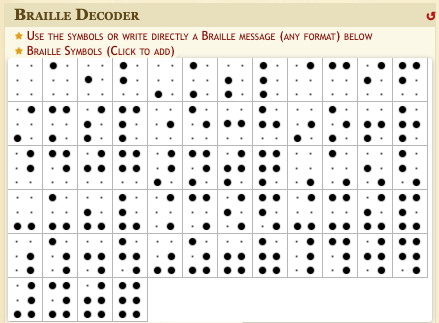 Braille Decoder
Use the symbols or write directly a Braille message (any format) below
Braille Symbols (Click to add)
⠀ ⠁ ⠂ ⠃ ⠄ ⠅ ⠆ ⠇ ⠈ ⠉ ⠊ ⠋
⠌ ⠍ ⠎ ⠏ ⠐ ⠑ ⠒ ⠓ ⠔ ⠕ ⠖ ⠗
⠘ ⠙ ⠚ ⠛ ⠜ ⠝ ⠞ ⠟ ⠠ ⠡ ⠢ ⠣
⠤ ⠥ ⠦ ⠧ ⠨ ⠩ ⠪ ⠫ ⠬ ⠭ ⠮ ⠯
⠰ ⠱ ⠲ ⠳ ⠴ ⠵ ⠶ ⠷ ⠸ ⠹ ⠺ ⠻
⠼ ⠽ ⠾ ⠿